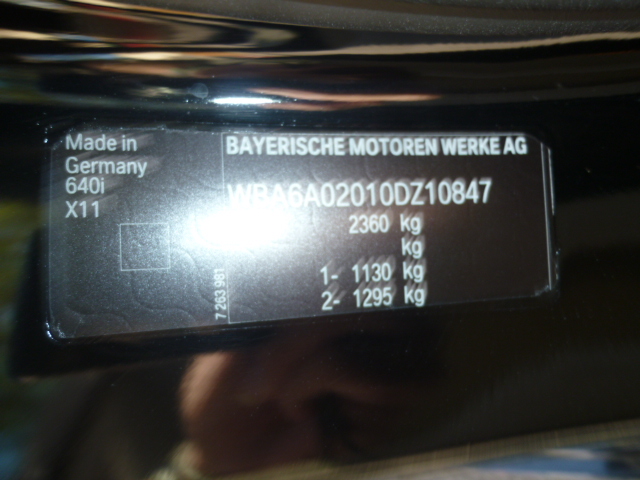 Made in
Germany
640i
X11
BAYERISCHE MOTOREN WERKE AG
WBA6A02010DZ10847
2360 kg
kg
1- 1130 kg
2- 1295 kg
7 263 981